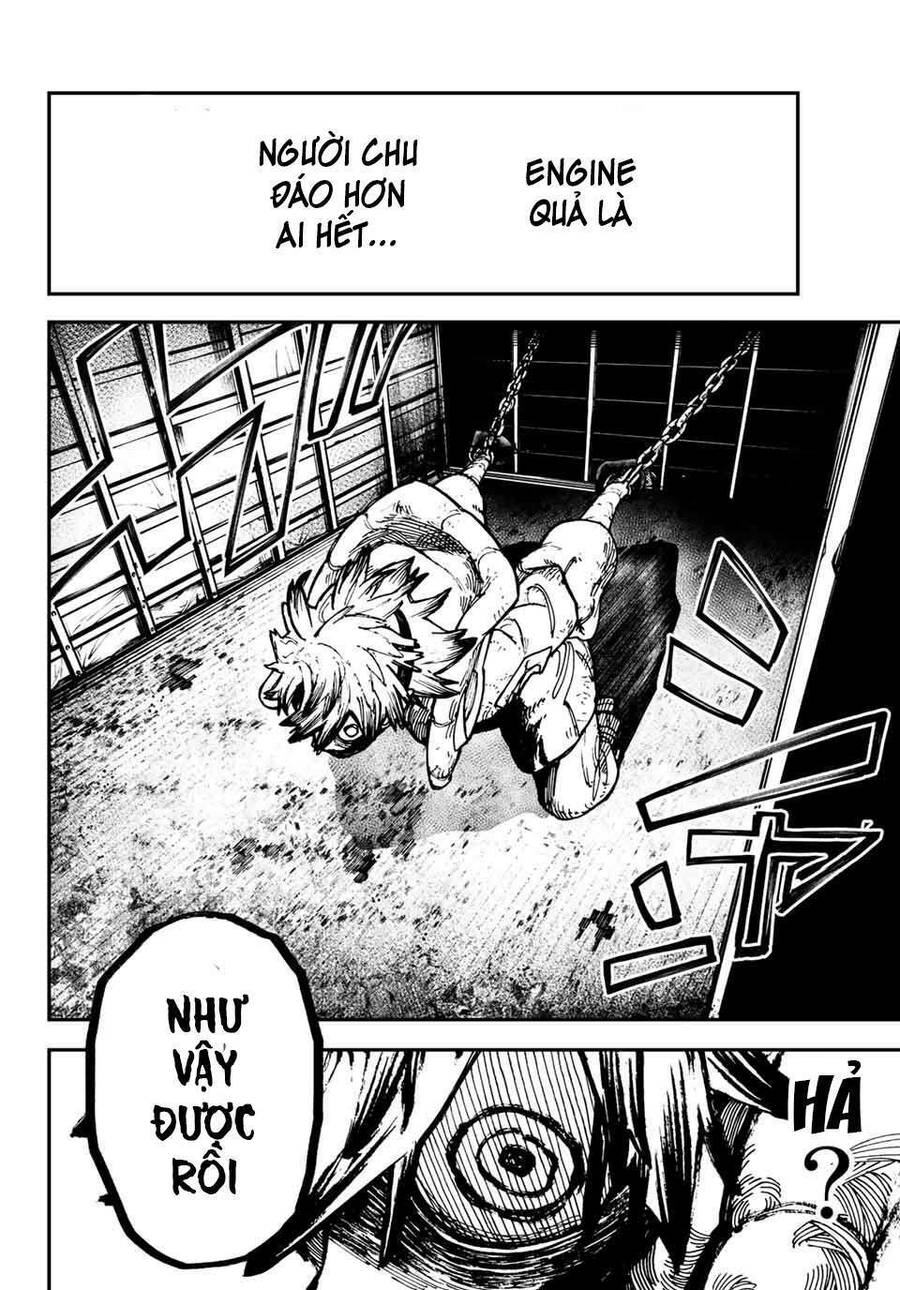 ENGINE
QUẢ LÀ
NGƯỜI CHU
ĐÁO HƠN
AI HẾT...
NHƯ
VẬY
ĐƯỢC
RỒI
HẢ
?